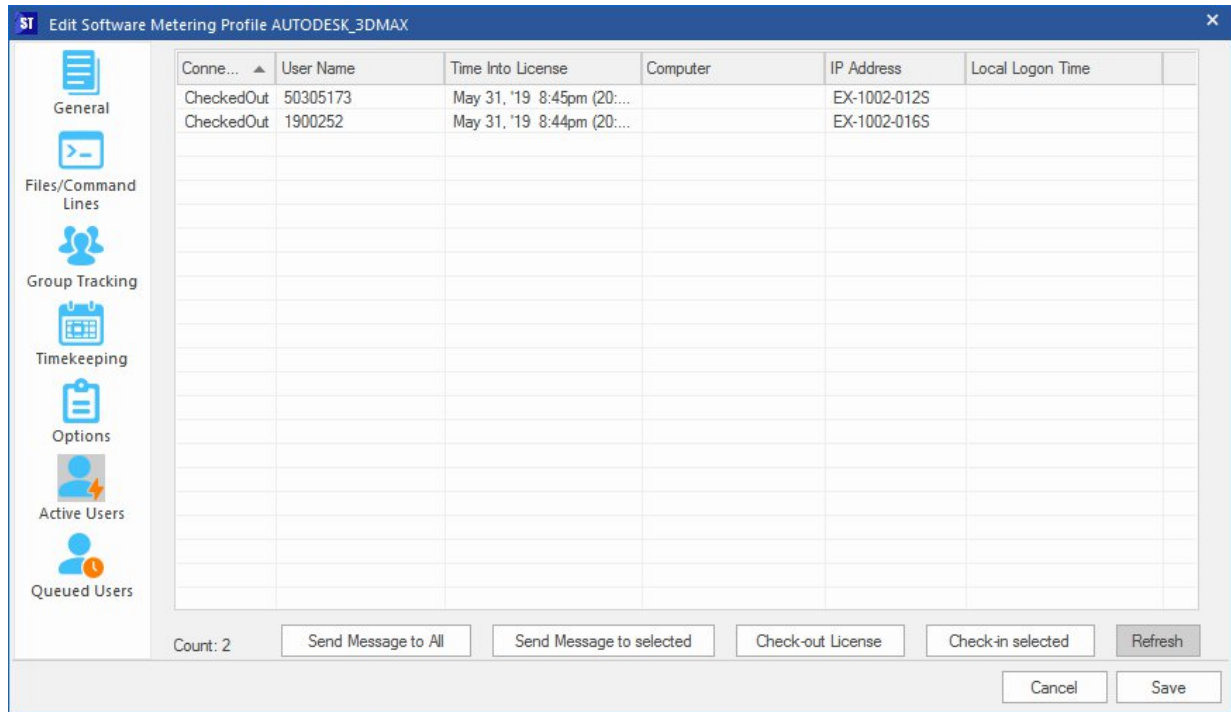 ST Edit Software Metering Profile AUTODESK_3DMAX ×
General
Files/Command
Lines
Group Tracking
Timekeeping
Options
Active Users
Queued Users
Conne... User Name Time Into License Computer IP Address Local Logon Time
CheckedOut 50305173 May 31, '19 8:45pm (20:... EX-1002-012S
CheckedOut 1900252 May 31, '19 8:44pm (20:... EX-1002-016S
Count: 2 Send Message to All Send Message to selected Check-out License Check-in selected Refresh
Cancel Save